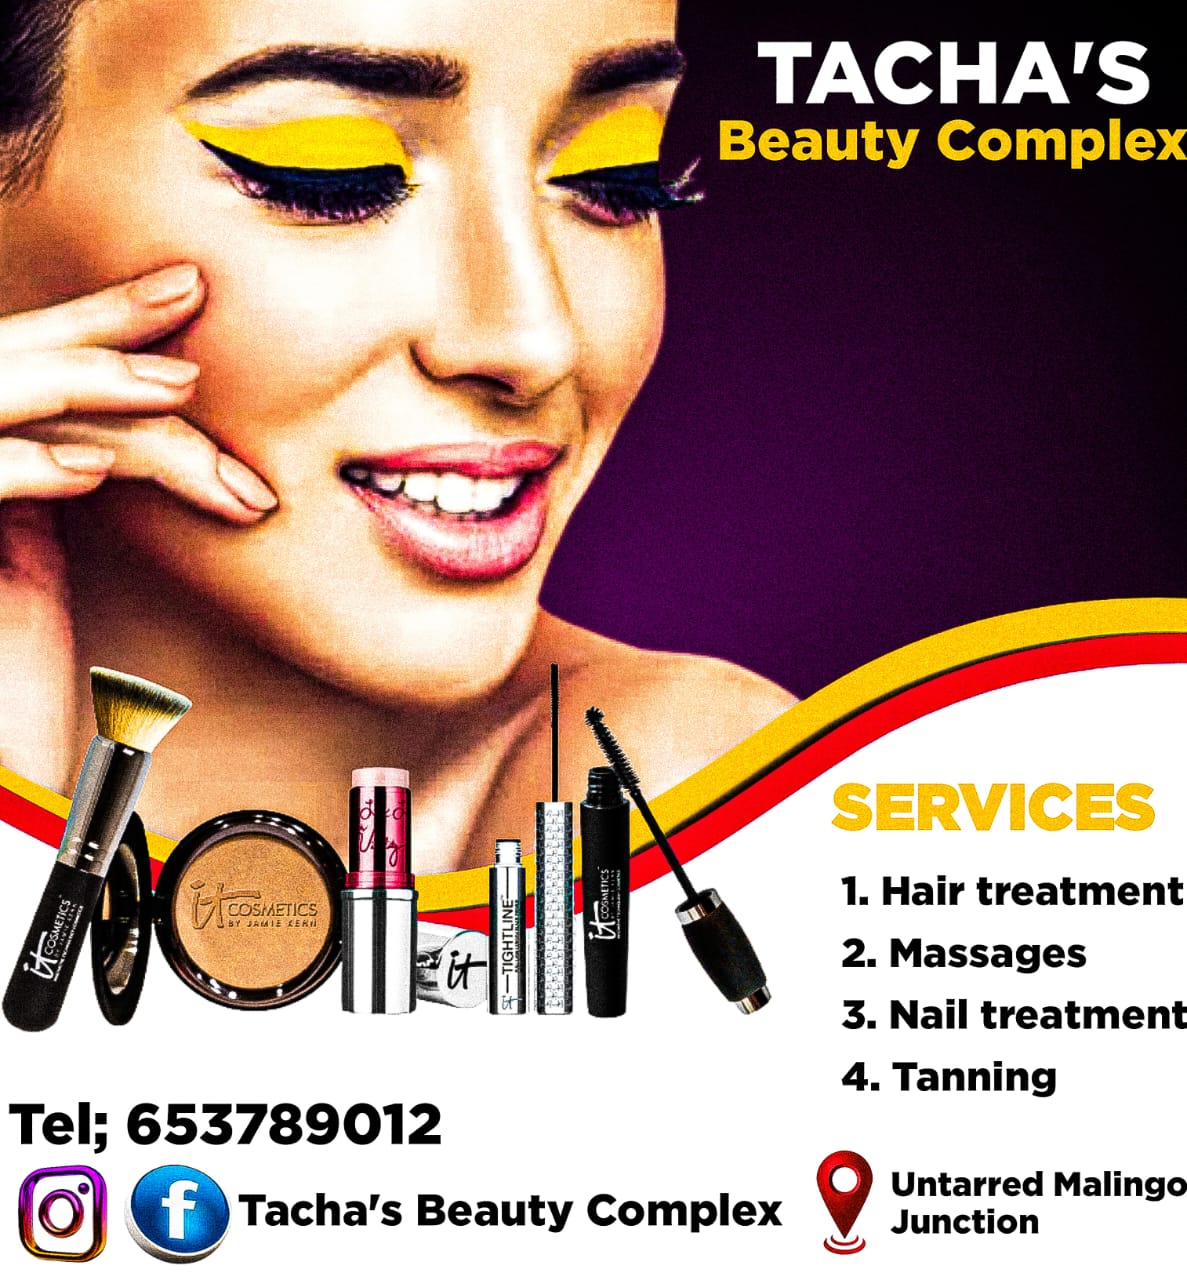 TACHA'S
Beauty Complex
SERVICES
1. Hair treatment
2. Massages
3. Nail treatment
4. Tanning
it COSMETICS
it COSMETICS
BY JAMIE KERN
it
it TIGHTLINE
it COSMETICS
Tel; 653789012
Tacha's Beauty Complex
Untarred Malingo
Junction